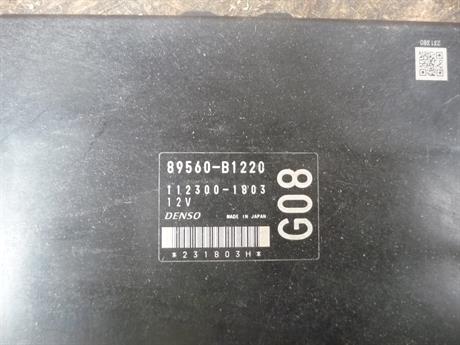 89560-B1220
112300-1803
12V
DENSO MADE IN JAPAN
*231803H*
G08